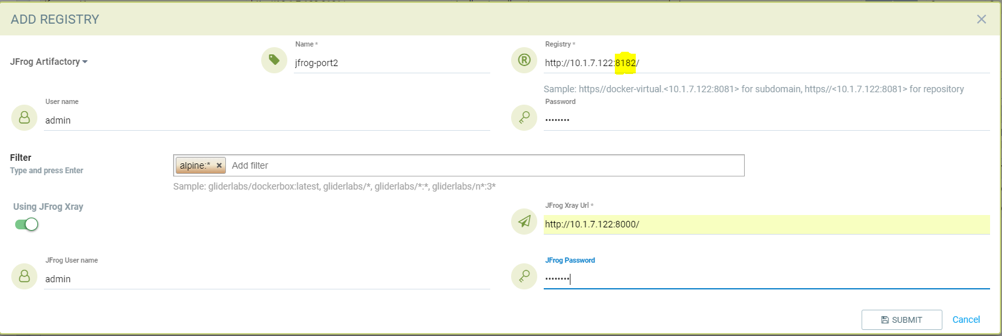 ADD REGISTRY
JFrog Artifactory
Name *
jfrog-port2
Registry *
http://10.1.7.122:8182/
Sample: https//docker-virtual.<10.1.7.122:8081> for subdomain, https//<10.1.7.122:8081> for repository
User name
admin
Password
••••••••
Filter
Type and press Enter
alpine:* × Add filter
Sample: gliderlabs/dockerbox:latest, gliderlabs/*, gliderlabs/*:*, gliderlabs/n*:3*
Using JFrog Xray
JFrog Xray Url *
http://10.1.7.122:8000/
JFrog User name
admin
JFrog Password
••••••••
SUBMIT
Cancel